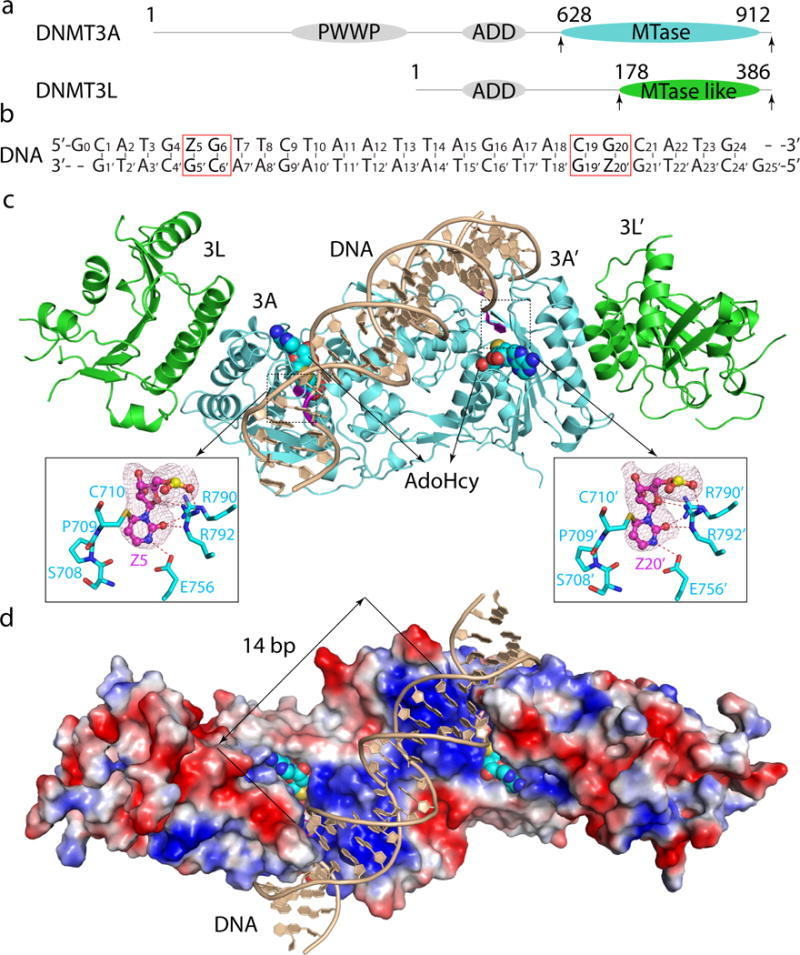 a
1 628 912
DNMT3A PWWP ADD MTase
1 178 386
DNMT3L ADD MTase like
b
5′-G0 C1 A2 T3 G4 Z5 G6 T7 T8 C9 T10 A11 A12 T13 T14 A15 G16 A17 A18 C19 G20 C21 A22 T23 G24 - -3′
DNA
3′- - G1′ T2′ A3′ C4′ G5′ C6′ A7′ A8′ G9′ A10′ T11′ T12′ A13′ A14′ T15′ C16′ T17′ T18′ G19′ Z20′ G21′ T22′ A23′ C24′ G25′-5′
c
3L 3A DNA 3A′ 3L′
AdoHcy
C710 R790
P709 R792
Z5
S708 E756
C710′ R790′
P709′ R792′
Z20′
S708′ E756′
d
14 bp
DNA